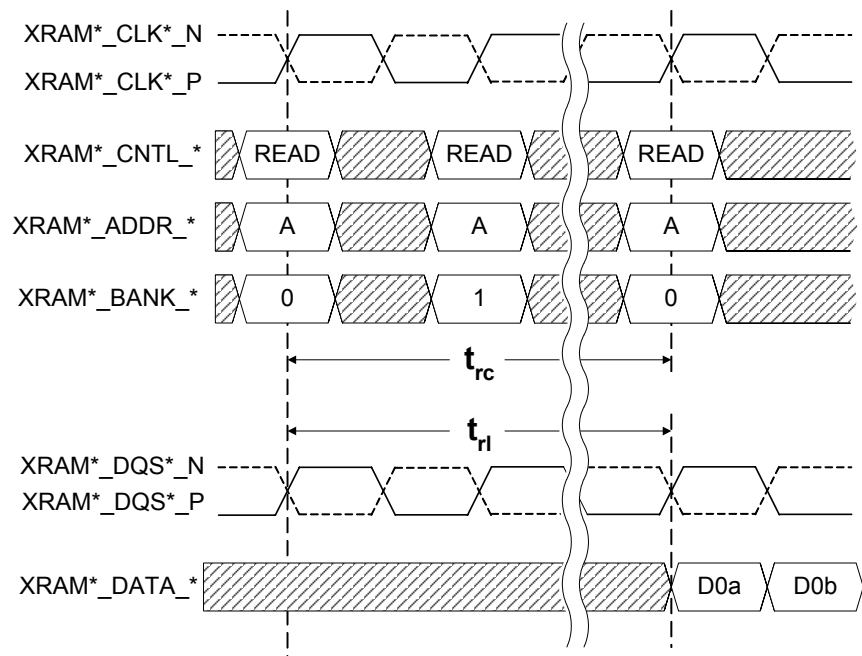 XRAM*_CLK*_N
XRAM*_CLK*_P
XRAM*_CNTL_* READ READ READ
XRAM*_ADDR_* A A A
XRAM*_BANK_* 0 1 0
trc
trl
XRAM*_DQS*_N
XRAM*_DQS*_P
XRAM*_DATA_* D0a D0b